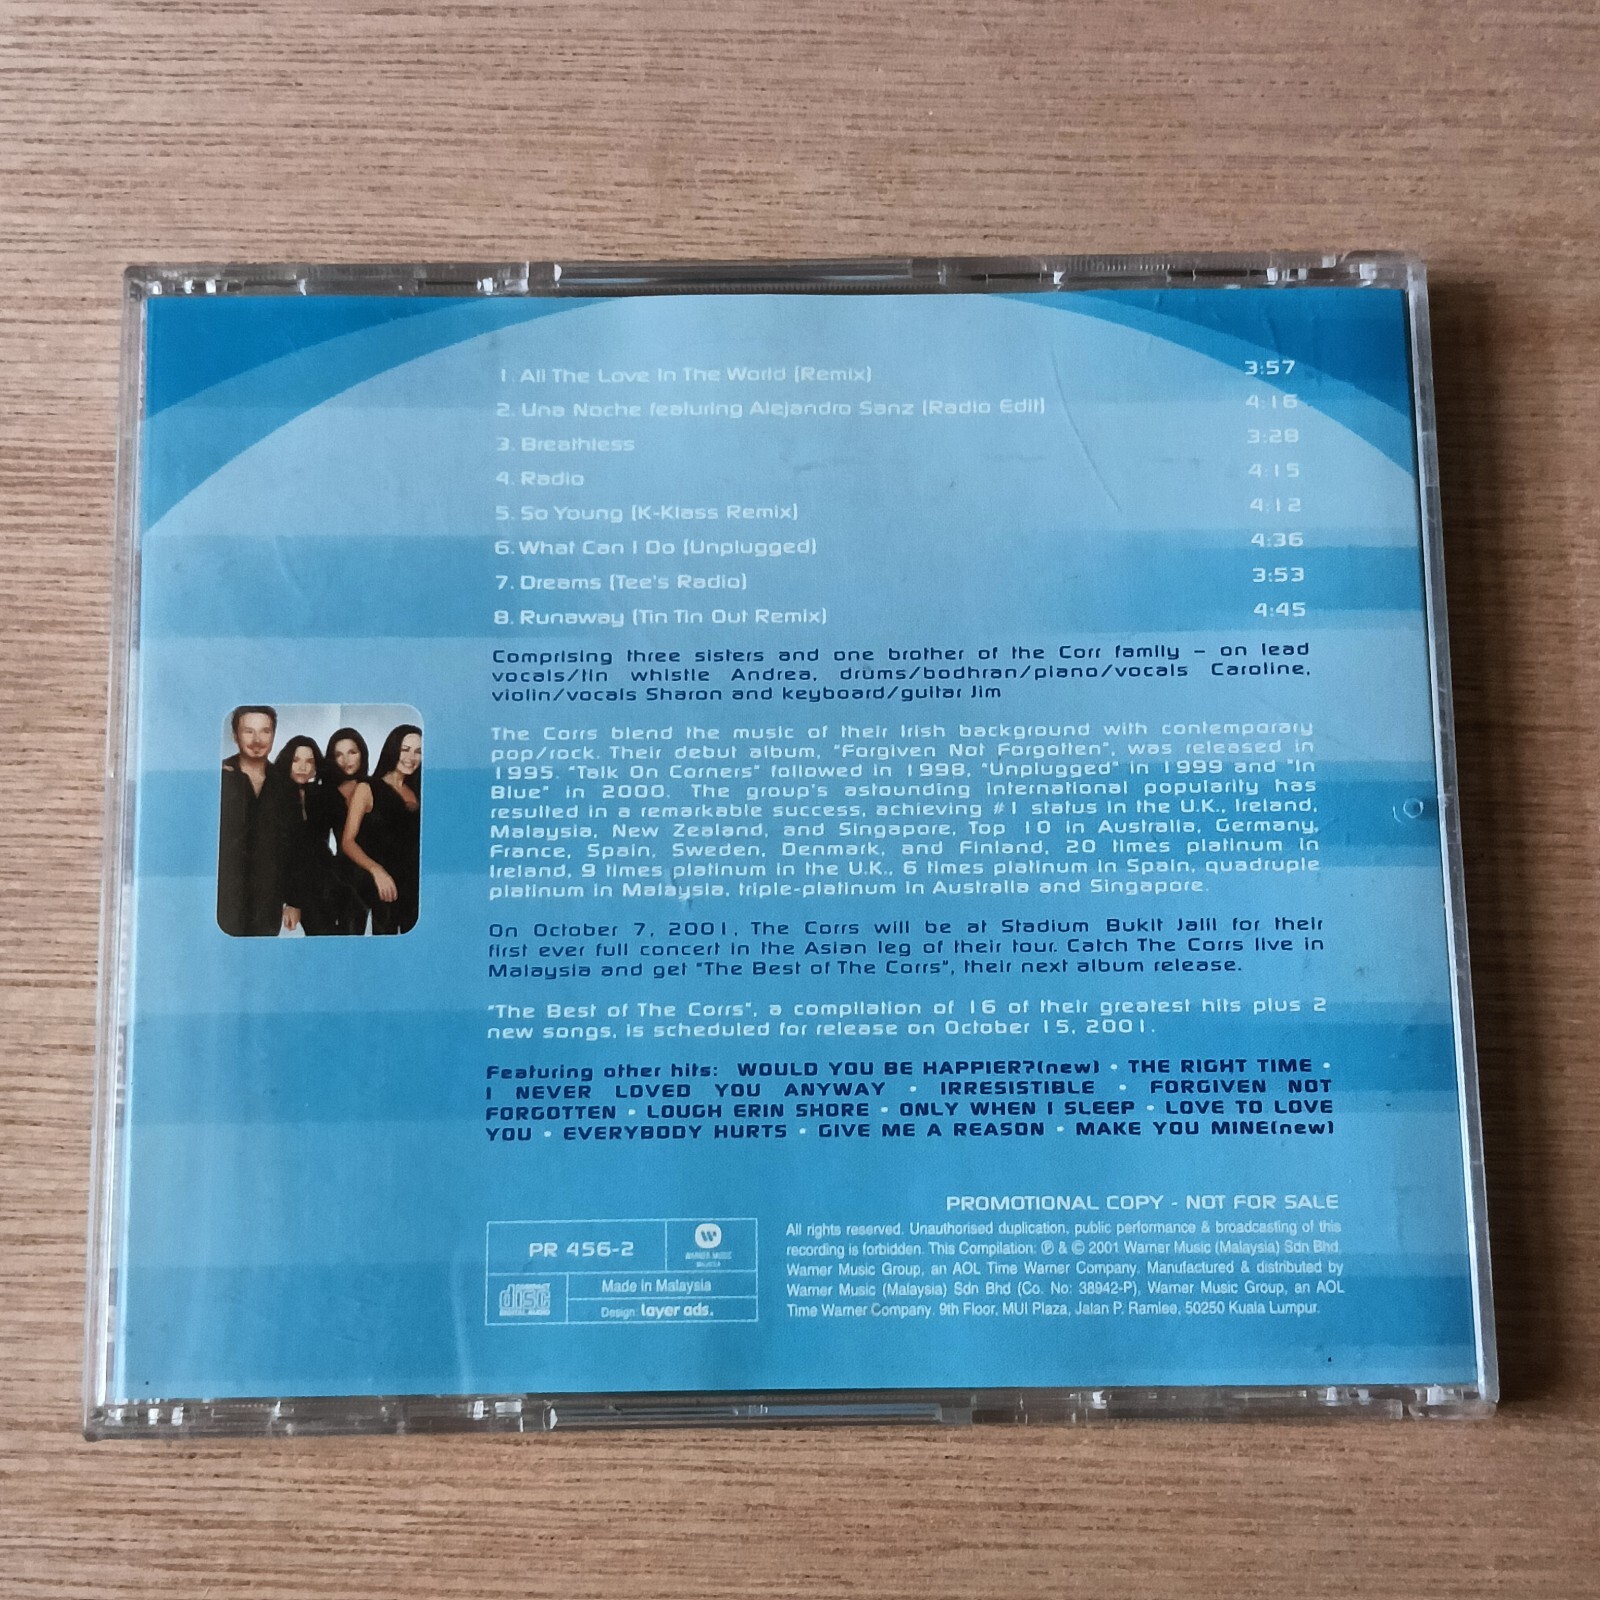 1. All The Love In The World (Remix) 3:57
2. Una Noche featuring Alejandro Sanz (Radio Edit) 4:16
3. Breathless 3:28
4. Radio 4:15
5. So Young (K-Klass Remix) 4:12
6. What Can I Do (Unplugged) 4:36
7. Dreams (Tee's Radio) 3:53
8. Runaway (Tin Tin Out Remix) 4:45
Comprising three sisters and one brother of the Corr family – on lead
vocals/tin whistle Andrea, drums/bodhran/piano/vocals Caroline,
violin/vocals Sharon and keyboard/guitar Jim
The Corrs blend the music of their Irish background with contemporary
pop/rock. Their debut album, "Forgiven Not Forgotten", was released in
1995. "Talk On Corners" followed in 1998, "Unplugged" in 1999 and "In
Blue" in 2000. The group's astounding international popularity has
resulted in a remarkable success, achieving #1 status in the U.K., Ireland,
Malaysia, New Zealand, and Singapore, Top 10 in Australia, Germany,
France, Spain, Sweden, Denmark, and Finland, 20 times platinum in
Ireland, 9 times platinum in the U.K., 6 times platinum in Spain, quadruple
platinum in Malaysia, triple-platinum in Australia and Singapore.
On October 7, 2001, The Corrs will be at Stadium Bukit Jalil for their
first ever full concert in the Asian leg of their tour. Catch The Corrs live in
Malaysia and get "The Best of The Corrs", their next album release.
"The Best of The Corrs", a compilation of 16 of their greatest hits plus 2
new songs, is scheduled for release on October 15, 2001.
Featuring other hits: WOULD YOU BE HAPPIER?(new) • THE RIGHT TIME •
I NEVER LOVED YOU ANYWAY • IRRESISTIBLE • FORGIVEN NOT
FORGOTTEN • LOUGH ERIN SHORE • ONLY WHEN I SLEEP • LOVE TO LOVE
YOU • EVERYBODY HURTS • GIVE ME A REASON • MAKE YOU MINE(new)
PROMOTIONAL COPY - NOT FOR SALE
PR 456-2
WARNER MUSIC
MALAYSIA
COMPACT
disc
DIGITAL AUDIO
Made in Malaysia
Design: layer ads.
All rights reserved. Unauthorised duplication, public performance & broadcasting of this
recording is forbidden. This Compilation: ℗ & © 2001 Warner Music (Malaysia) Sdn Bhd,
Warner Music Group, an AOL Time Warner Company. Manufactured & distributed by
Warner Music (Malaysia) Sdn Bhd (Co. No: 38942-P), Warner Music Group, an AOL
Time Warner Company. 9th Floor, MUI Plaza, Jalan P. Ramlee, 50250 Kuala Lumpur.